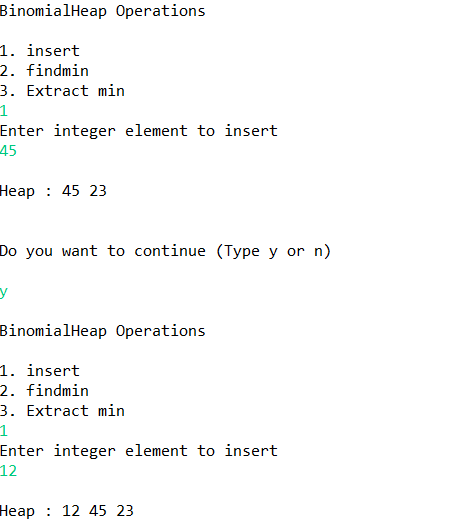 BinomialHeap Operations
1. insert
2. findmin
3. Extract min
1
Enter integer element to insert
45
Heap : 45 23
Do you want to continue (Type y or n)
y
BinomialHeap Operations
1. insert
2. findmin
3. Extract min
1
Enter integer element to insert
12
Heap : 12 45 23